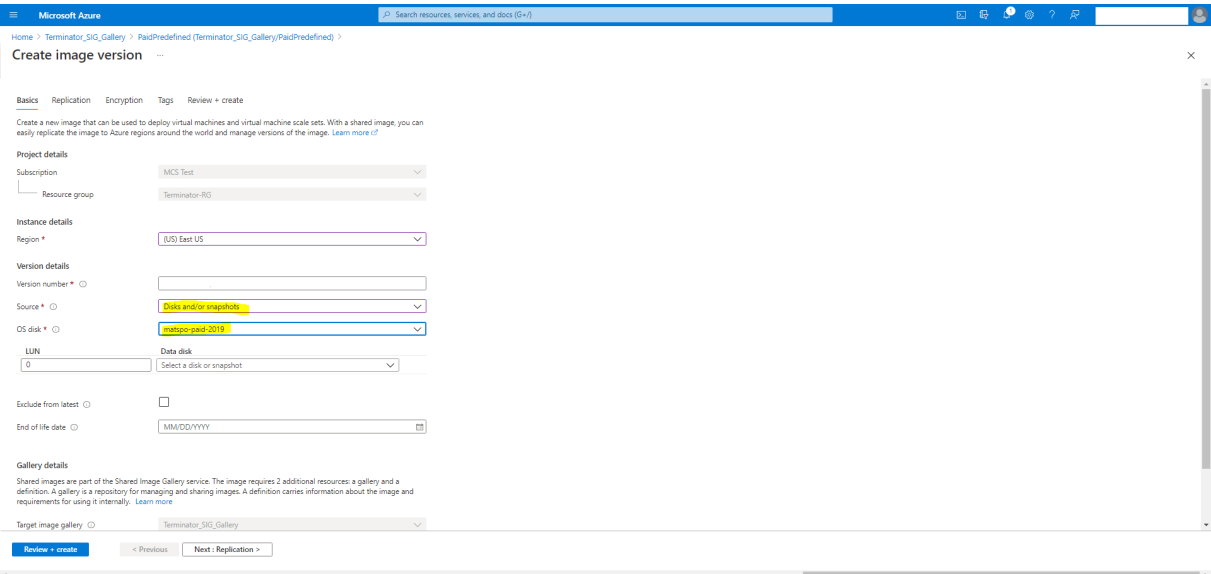 Microsoft Azure
Search resources, services, and docs (G+/)
Home > Terminator_SIG_Gallery > PaidPredefined (Terminator_SIG_Gallery/PaidPredefined) >
Create image version ...
Basics Replication Encryption Tags Review + create
Create a new image that can be used to deploy virtual machines and virtual machine scale sets. With a shared image, you can
easily replicate the image to Azure regions around the world and manage versions of the image. Learn more
Project details
Subscription MCS Test
Resource group Terminator-RG
Instance details
Region * (US) East US
Version details
Version number *
Source * Disks and/or snapshots
OS disk * matspo-paid-2019
LUN Data disk
0 Select a disk or snapshot
Exclude from latest
End of life date MM/DD/YYYY
Gallery details
Shared images are part of the Shared Image Gallery service. The image requires 2 additional resources: a gallery and a
definition. A gallery is a repository for managing and sharing images. A definition carries information about the image and
requirements for using it internally. Learn more
Target image gallery Terminator_SIG_Gallery
Review + create < Previous Next : Replication >